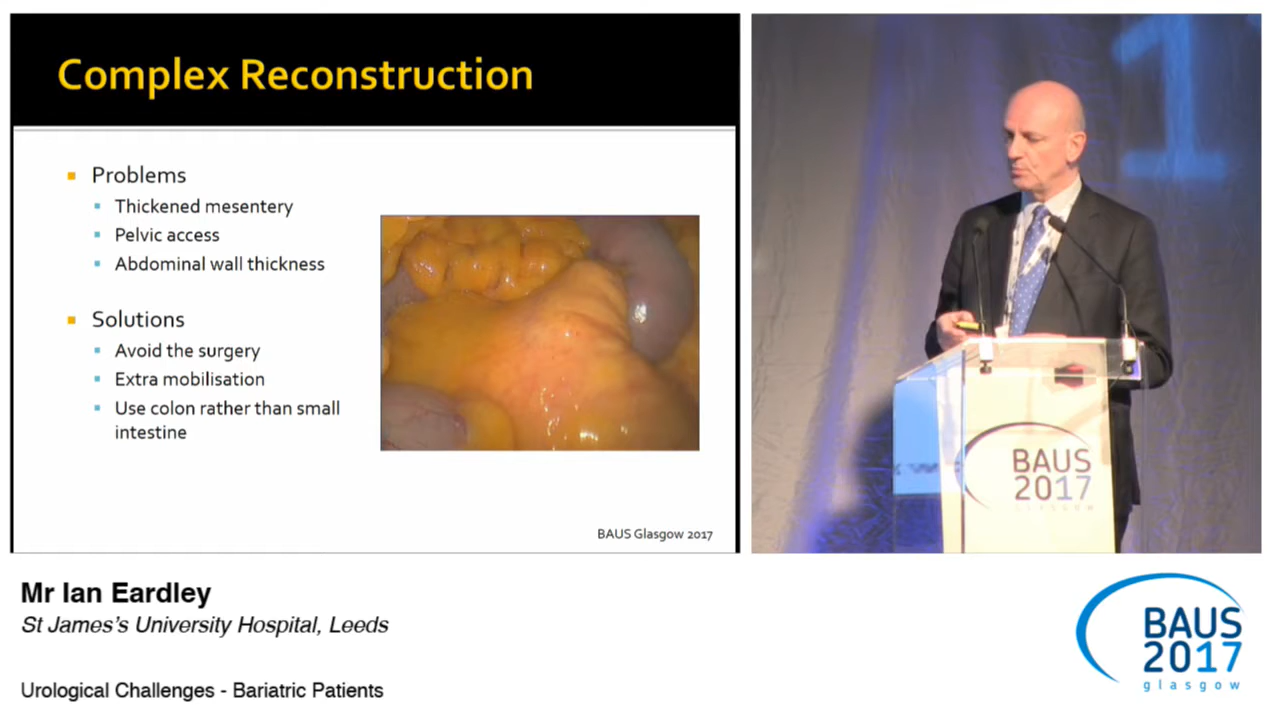 Complex Reconstruction
Problems
Thickened mesentery
Pelvic access
Abdominal wall thickness
Solutions
Avoid the surgery
Extra mobilisation
Use colon rather than small
intestine
BAUS Glasgow 2017
1
BAUS
2017
GLASGOW
Mr Ian Eardley
St James's University Hospital, Leeds
Urological Challenges - Bariatric Patients
BAUS
2017
glasgow